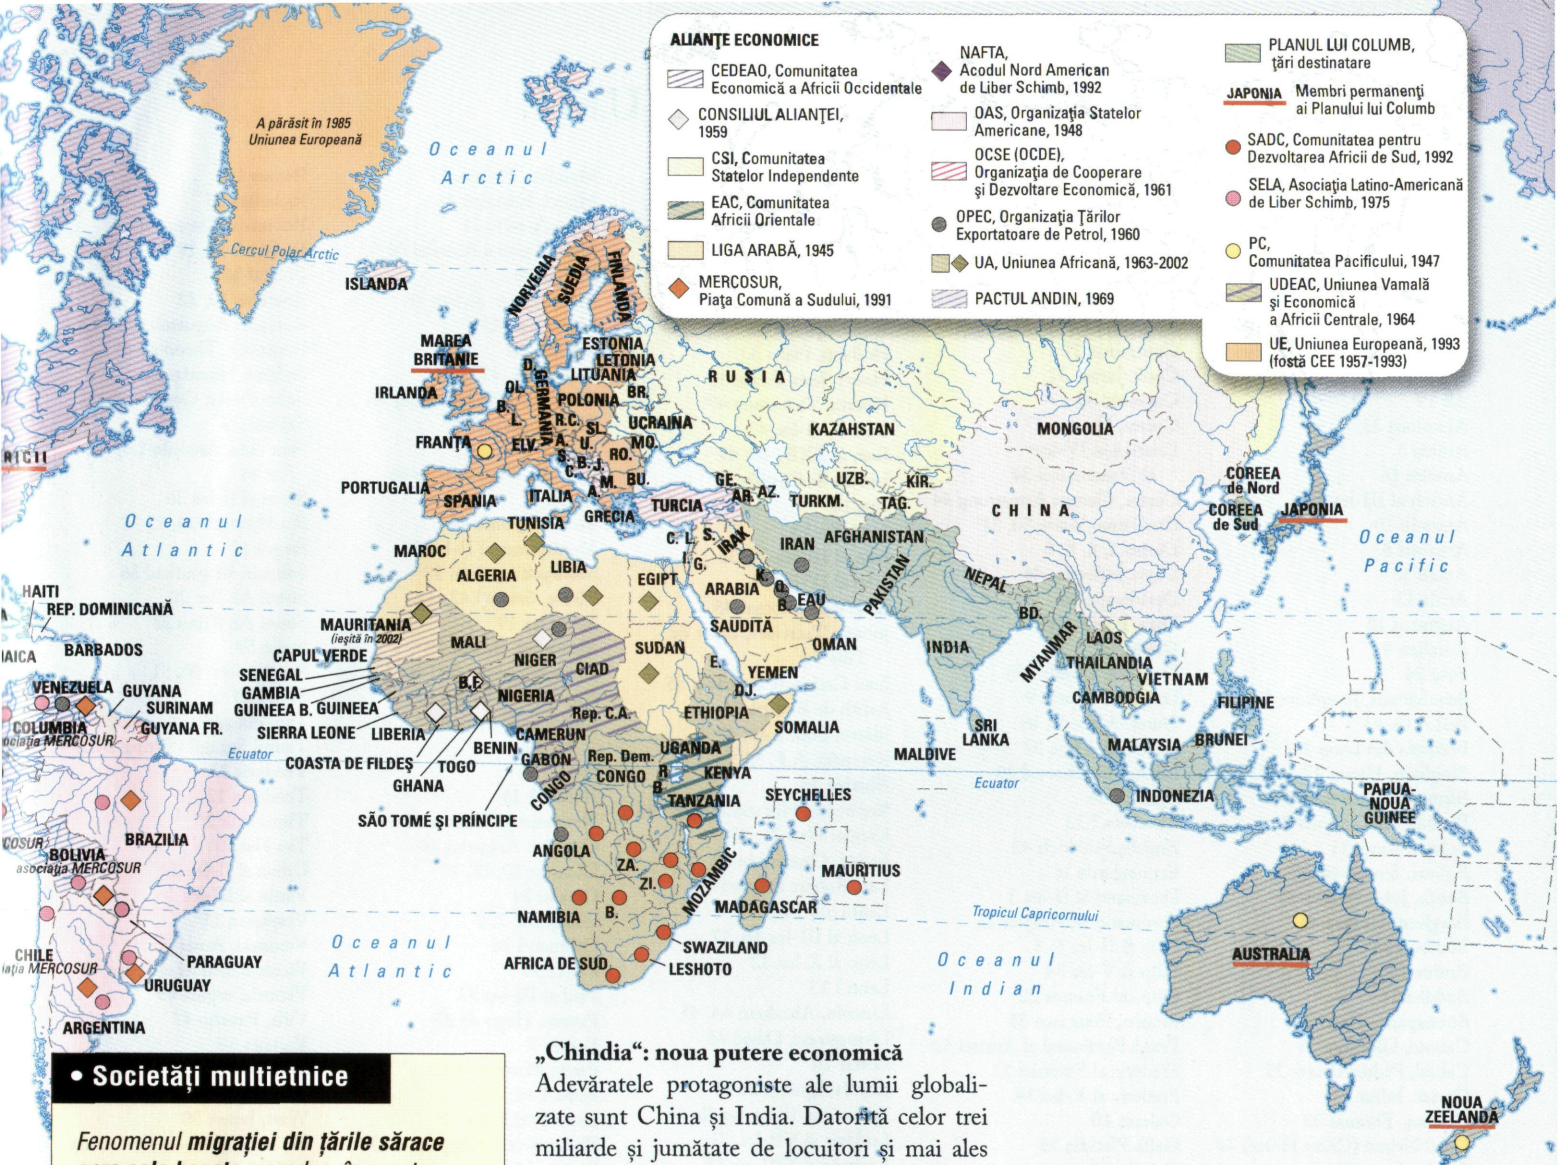 ALIANȚE ECONOMICE
CEDEAO, Comunitatea
Economică a Africii Occidentale
CONSILIUL ALIANȚEI,
1959
CSI, Comunitatea
Statelor Independente
EAC, Comunitatea
Africii Orientale
LIGA ARABĂ, 1945
MERCOSUR,
Piața Comună a Sudului, 1991
NAFTA,
Acodul Nord American
de Liber Schimb, 1992
OAS, Organizația Statelor
Americane, 1948
OCSE (OCDE),
Organizația de Cooperare
și Dezvoltare Economică, 1961
OPEC, Organizația Țărilor
Exportatoare de Petrol, 1960
UA, Uniunea Africană, 1963-2002
PACTUL ANDIN, 1969
PLANUL LUI COLUMB,
țări destinatare
JAPONIA Membri permanenți
ai Planului lui Columb
SADC, Comunitatea pentru
Dezvoltarea Africii de Sud, 1992
SELA, Asociația Latino-Americană
de Liber Schimb, 1975
PC,
Comunitatea Pacificului, 1947
UDEAC, Uniunea Vamală
și Economică
a Africii Centrale, 1964
UE, Uniunea Europeană, 1993
(fostă CEE 1957-1993)
A părăsit în 1985
Uniunea Europeană
Oceanul
Arctic
Cercul Polar Arctic
ISLANDA
NORVEGIA
SUEDIA
FINLANDA
MAREA
BRITANIE
IRLANDA
ESTONIA
LETONIA
LITUANIA
D.
OL.
B.
L.
GERMANIA
POLONIA
BR.
R.C.
SL.
UCRAINA
FRANȚA
ELV.
A.
U.
MO.
S.
C.
B.
J.
RO.
M.
BU.
A.
PORTUGALIA
SPANIA
ITALIA
GRECIA
TURCIA
RUSIA
KAZAHSTAN
MONGOLIA
GE.
AR.
AZ.
UZB.
KÎR.
TURKM.
TAG.
CHINA
COREEA
de Nord
COREEA
de Sud
JAPONIA
RICII
Oceanul
Atlantic
Oceanul
Pacific
TUNISIA
MAROC
ALGERIA
LIBIA
EGIPT
C.
L.
S.
I.
G.
IRAK
IRAN
AFGHANISTAN
PAKISTAN
NEPAL
K.
Q.
B.
EAU
ARABIA
SAUDITĂ
OMAN
YEMEN
BD.
INDIA
MYANMAR
LAOS
THAILANDIA
VIETNAM
CAMBODGIA
FILIPINE
SRI
LANKA
MALDIVE
MALAYSIA
BRUNEI
INDONEZIA
PAPUA-
NOUA
GUINEE
HAITI
REP. DOMINICANĂ
AICA
BARBADOS
VENEZUELA
GUYANA
SURINAM
COLUMBIA
ociația MERCOSUR
GUYANA FR.
MAURITANIA
(ieșită în 2002)
CAPUL VERDE
SENEGAL
GAMBIA
GUINEEA B.
GUINEEA
SIERRA LEONE
LIBERIA
COASTA DE FILDEȘ
GHANA
TOGO
BENIN
SÃO TOMÉ ȘI PRÍNCIPE
MALI
NIGER
B.F.
NIGERIA
CIAD
SUDAN
E.
DJ.
ETHIOPIA
SOMALIA
Rep. C.A.
CAMERUN
GABON
CONGO
Rep. Dem.
CONGO
UGANDA
KENYA
R.
B.
TANZANIA
SEYCHELLES
Ecuator
Ecuator
ANGOLA
ZA.
ZI.
MOZAMBIC
MAURITIUS
MADAGASCAR
NAMIBIA
B.
SWAZILAND
LESHOTO
AFRICA DE SUD
BRAZILIA
COSUR
BOLIVIA
asociația MERCOSUR
PARAGUAY
CHILE
iația MERCOSUR
URUGUAY
ARGENTINA
Oceanul
Atlantic
Tropicul Capricornului
Oceanul
Indian
AUSTRALIA
NOUA
ZEELANDĂ
• Societăți multietnice
Fenomenul migrației din țările sărace
„Chindia“: noua putere economică
Adevăratele protagoniste ale lumii globali-
zate sunt China și India. Datorită celor trei
miliarde și jumătate de locuitori și mai ales